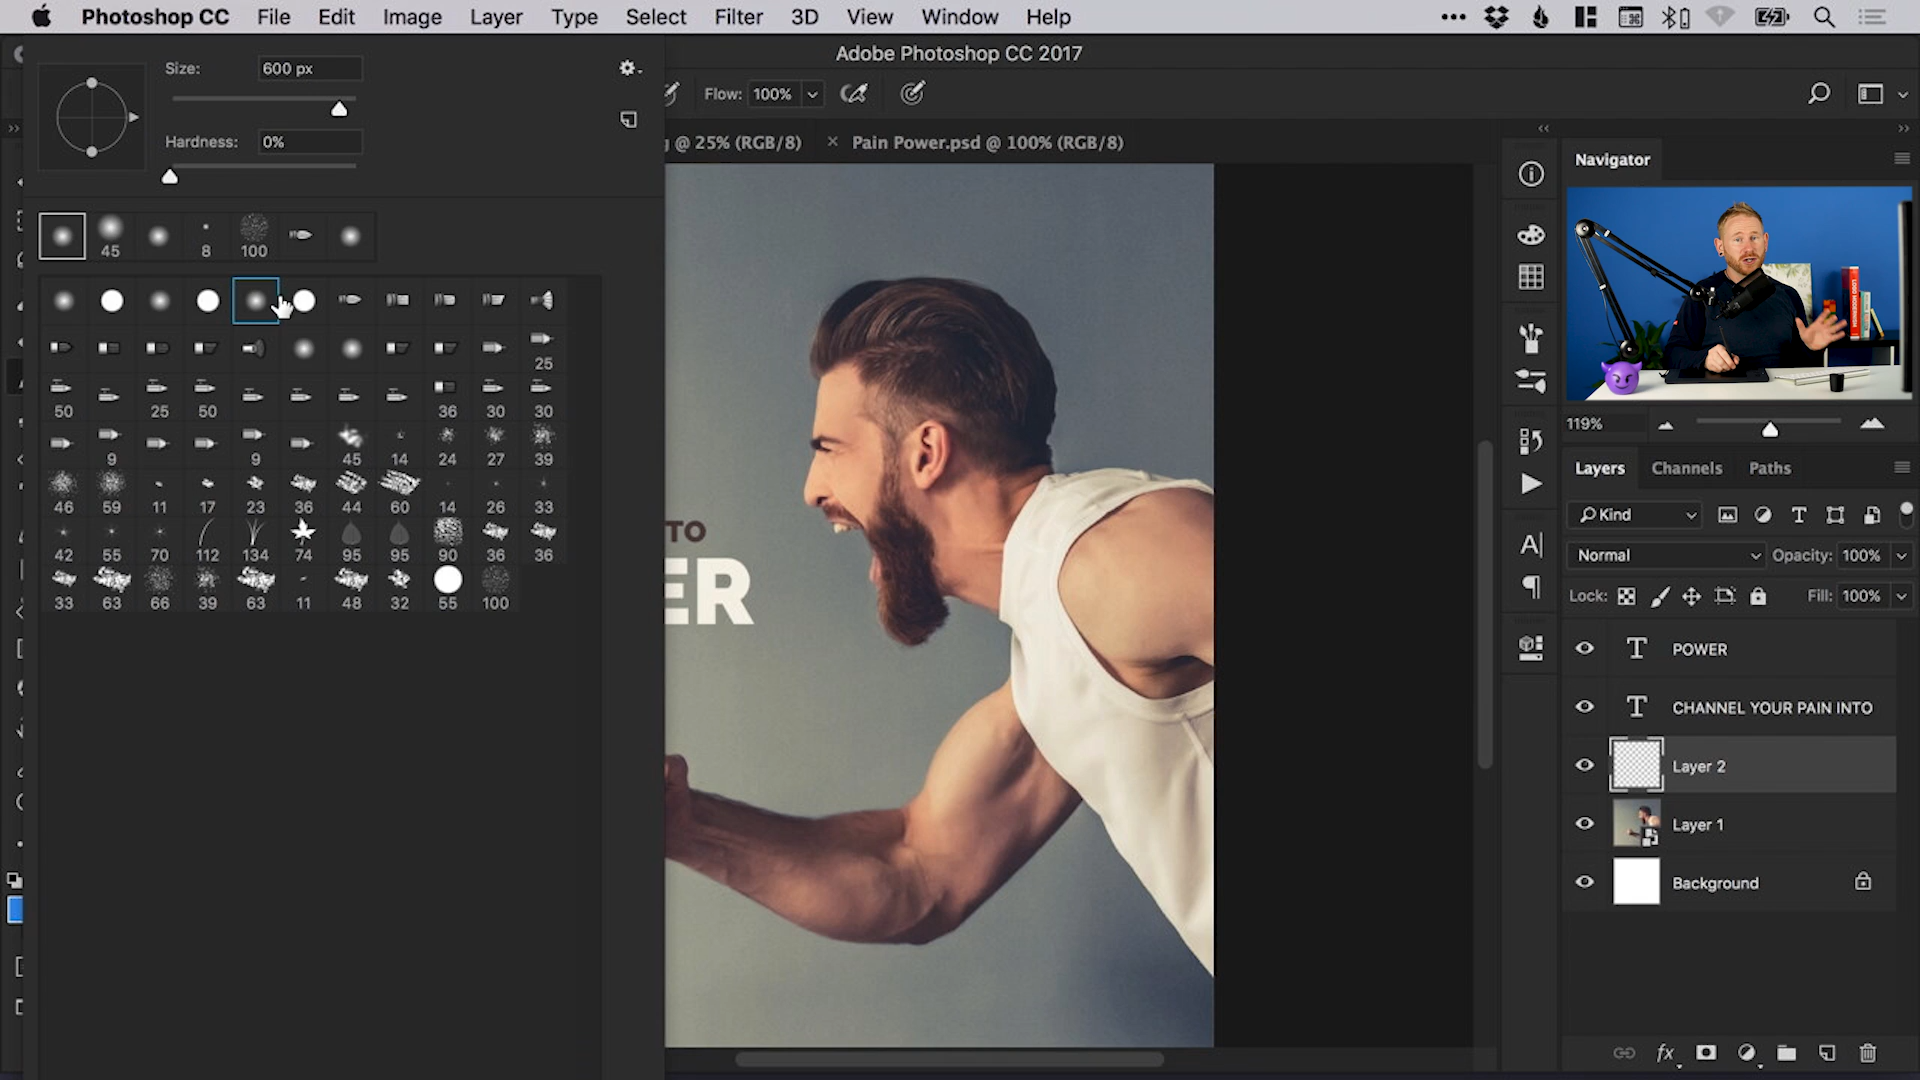 Photoshop CC File Edit Image Layer Type Select Filter 3D View Window Help
Adobe Photoshop CC 2017
Size: 600 px
Hardness: 0%
Flow: 100%
@ 25% (RGB/8) × Pain Power.psd @ 100% (RGB/8)
45 8 100
25
50 25 50 36 30 30
9 9 45 14 24 27 39
46 59 11 17 23 36 44 60 14 26 33
42 55 70 112 134 74 95 95 90 36 36
33 63 66 39 63 11 48 32 55 100
TO
ER
Navigator
119%
Layers Channels Paths
Kind
Normal Opacity: 100%
Lock: Fill: 100%
POWER
CHANNEL YOUR PAIN INTO
Layer 2
Layer 1
Background